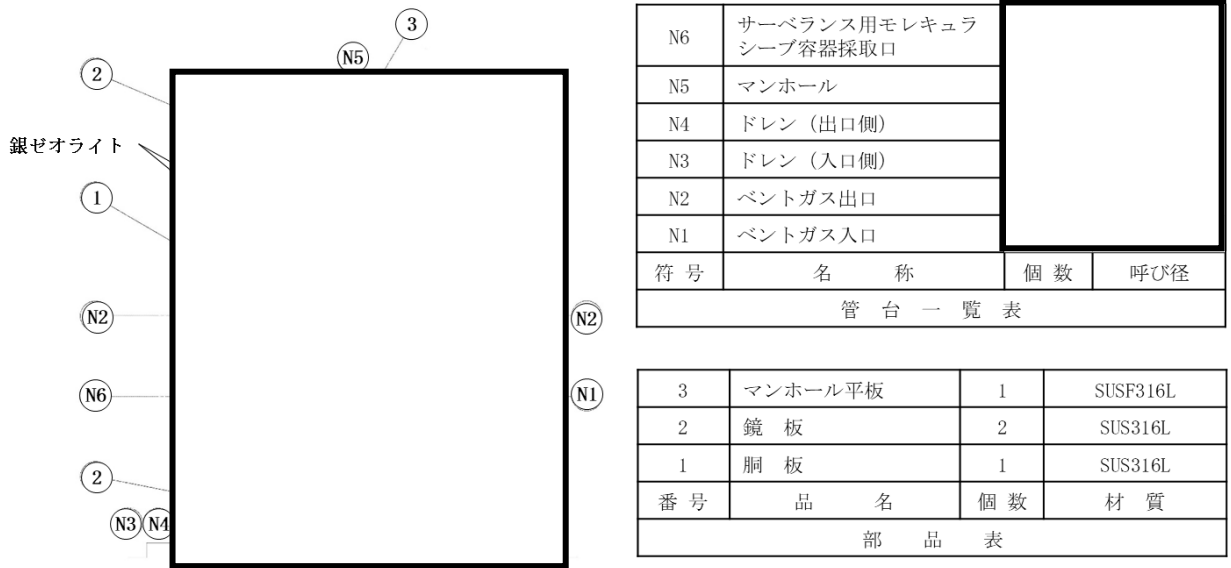 3
N5
2
銀ゼオライト
1
N2
N2
N6
N1
2
N3 N4
N6 サーベランス用モレキュラ
シーブ容器採取口
N5 マンホール
N4 ドレン（出口側）
N3 ドレン（入口側）
N2 ベントガス出口
N1 ベントガス入口
符 号 名 称 個 数 呼び径
管 台 一 覧 表
3 マンホール平板 1 SUSF316L
2 鏡 板 2 SUS316L
1 胴 板 1 SUS316L
番 号 品 名 個 数 材 質
部 品 表